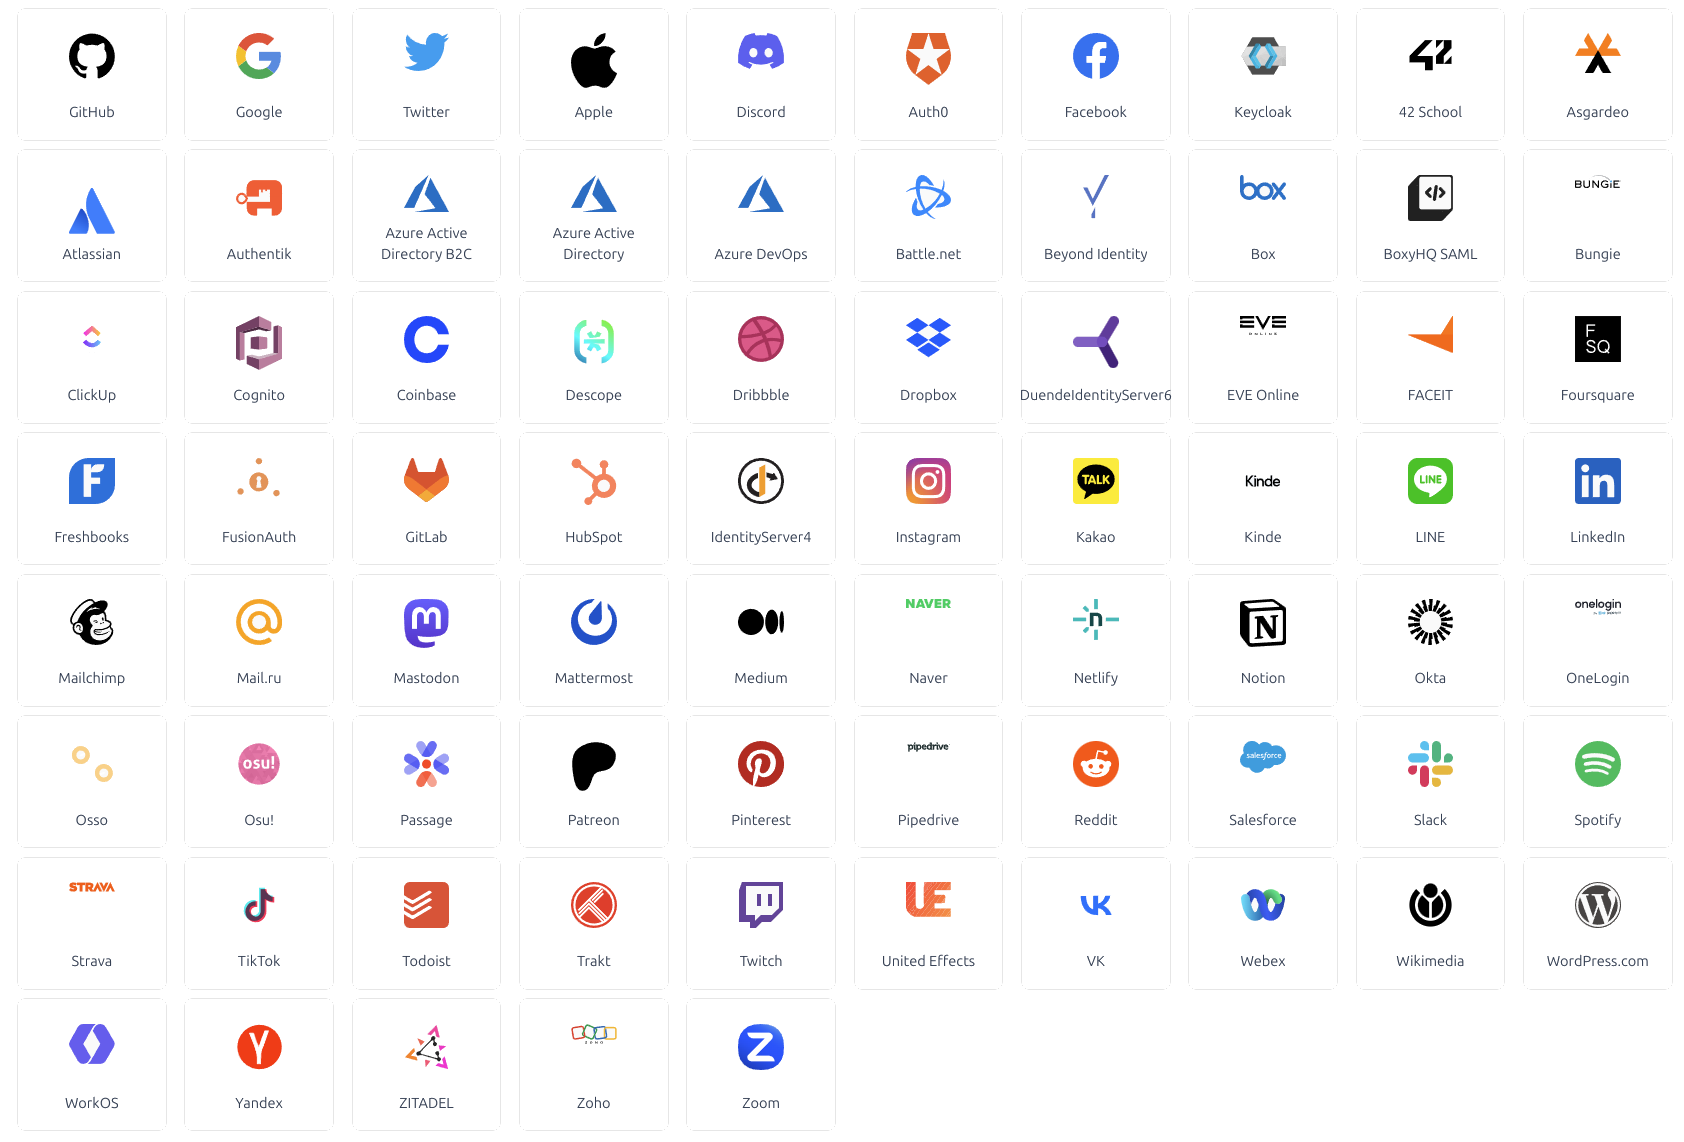 GitHub
Google
Twitter
Apple
Discord
Auth0
Facebook
Keycloak
42
42 School
Asgardeo
Atlassian
Authentik
Azure Active
Directory B2C
Azure Active
Directory
Azure DevOps
Battle.net
Beyond Identity
box
Box
BoxyHQ SAML
BUNGiE
Bungie
ClickUp
Cognito
Coinbase
Descope
Dribbble
Dropbox
DuendeIdentityServer6
EVE
ONLINE
EVE Online
FACEIT
F
SQ
Foursquare
F
Freshbooks
FusionAuth
GitLab
HubSpot
IdentityServer4
Instagram
TALK
Kakao
Kinde
Kinde
LINE
LINE
in
LinkedIn
Mailchimp
@
Mail.ru
m
Mastodon
Mattermost
Medium
NAVER
Naver
n
Netlify
N
Notion
Okta
onelogin
OneLogin
Osso
osu!
Osu!
Passage
Patreon
Pinterest
pipedrive
Pipedrive
Reddit
salesforce
Salesforce
Slack
Spotify
STRAVA
Strava
TikTok
Todoist
Trakt
Twitch
UE
United Effects
VK
VK
Webex
Wikimedia
W
WordPress.com
WorkOS
Y
Yandex
ZITADEL
ZOHO
Zoho
Z
Zoom